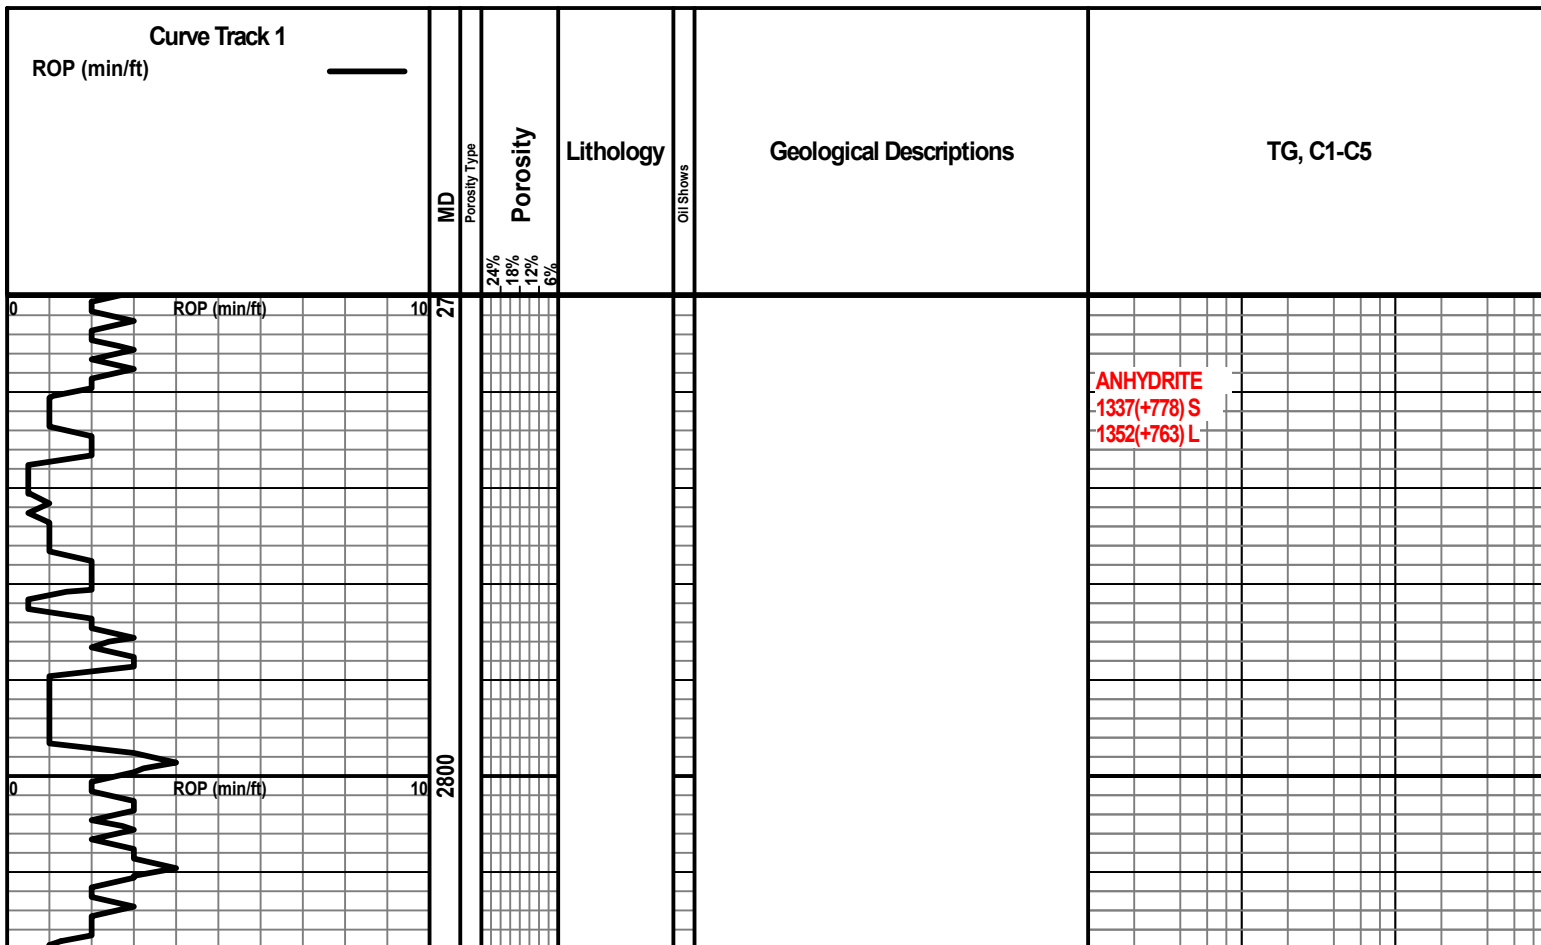 Curve Track 1
ROP (min/ft)
MD
Porosity Type
Porosity
24%
18%
12%
6%
Lithology
Oil Shows
Geological Descriptions
TG, C1-C5
0 ROP (min/ft) 10
27
ANHYDRITE
1337(+778) S
1352(+763) L
0 ROP (min/ft) 10
2800